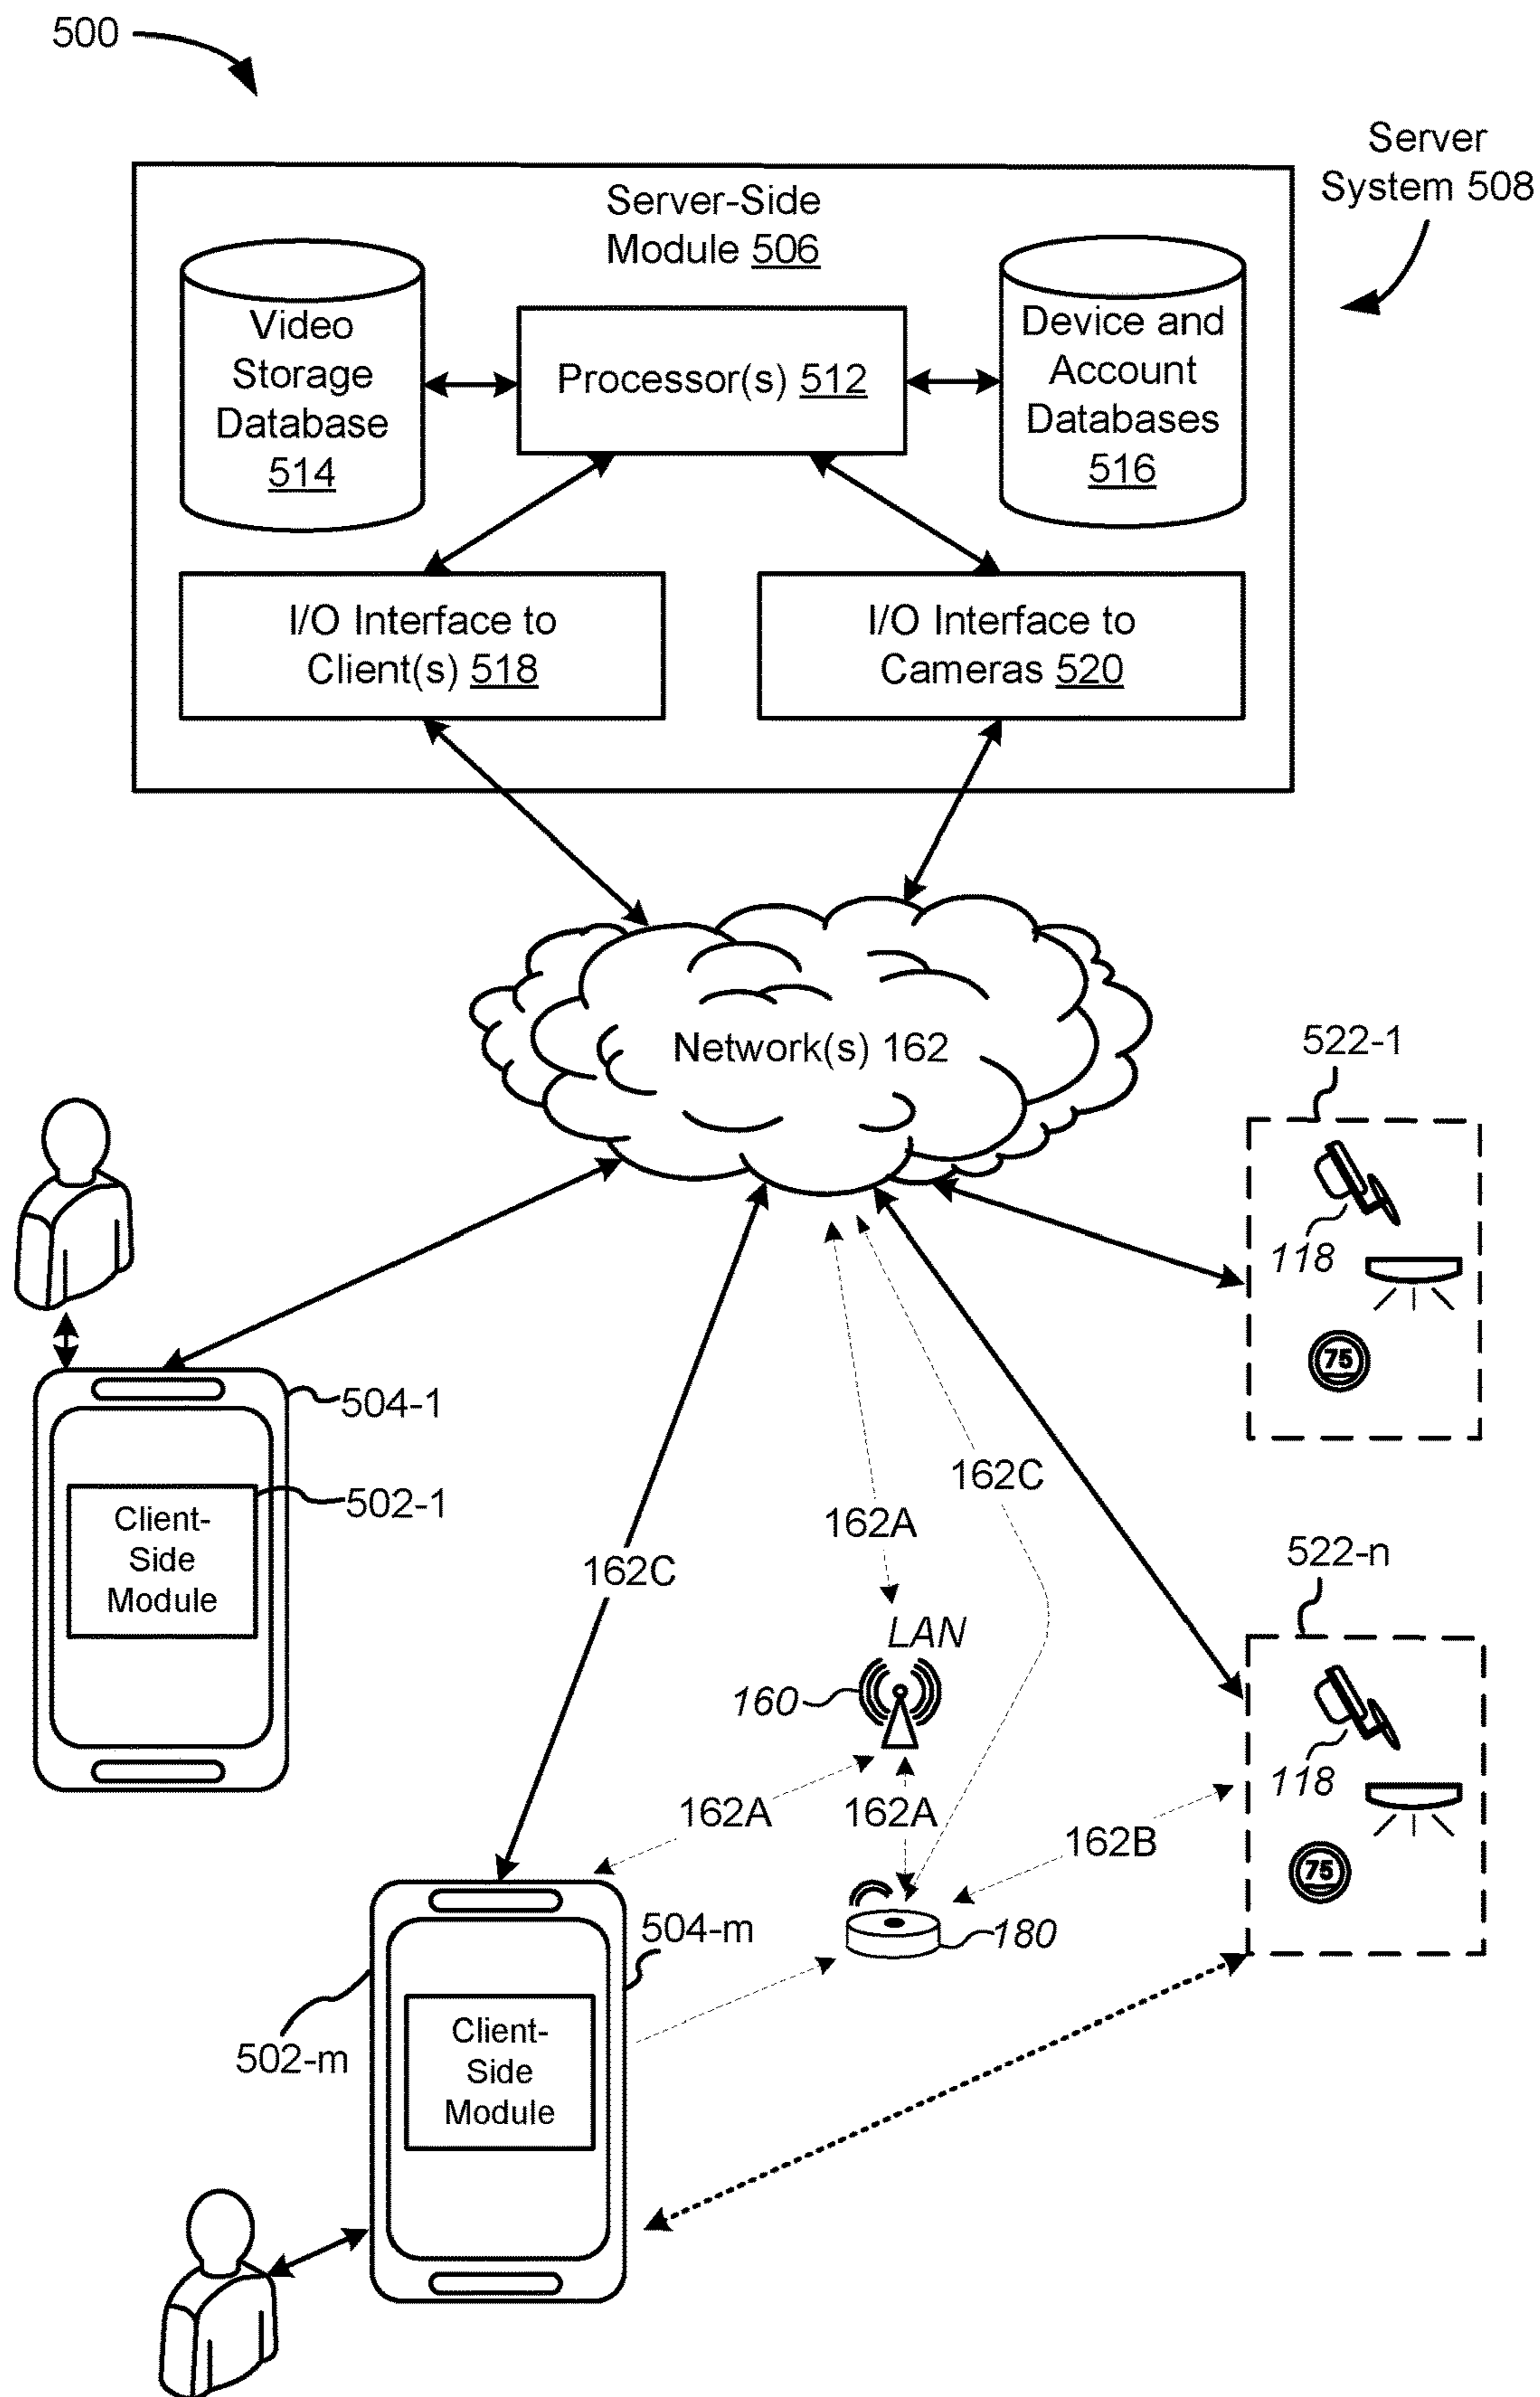 500
Server
System 508
Server-Side
Module 506
Video
Storage
Database
514
Processor(s) 512
Device and
Account
Databases
516
I/O Interface to
Client(s) 518
I/O Interface to
Cameras 520
Network(s) 162
522-1
118
75
504-1
502-1
Client-
Side
Module
162C
162A
162C
522-n
LAN
160
118
162A
162A
162B
75
504-m
180
502-m
Client-
Side
Module